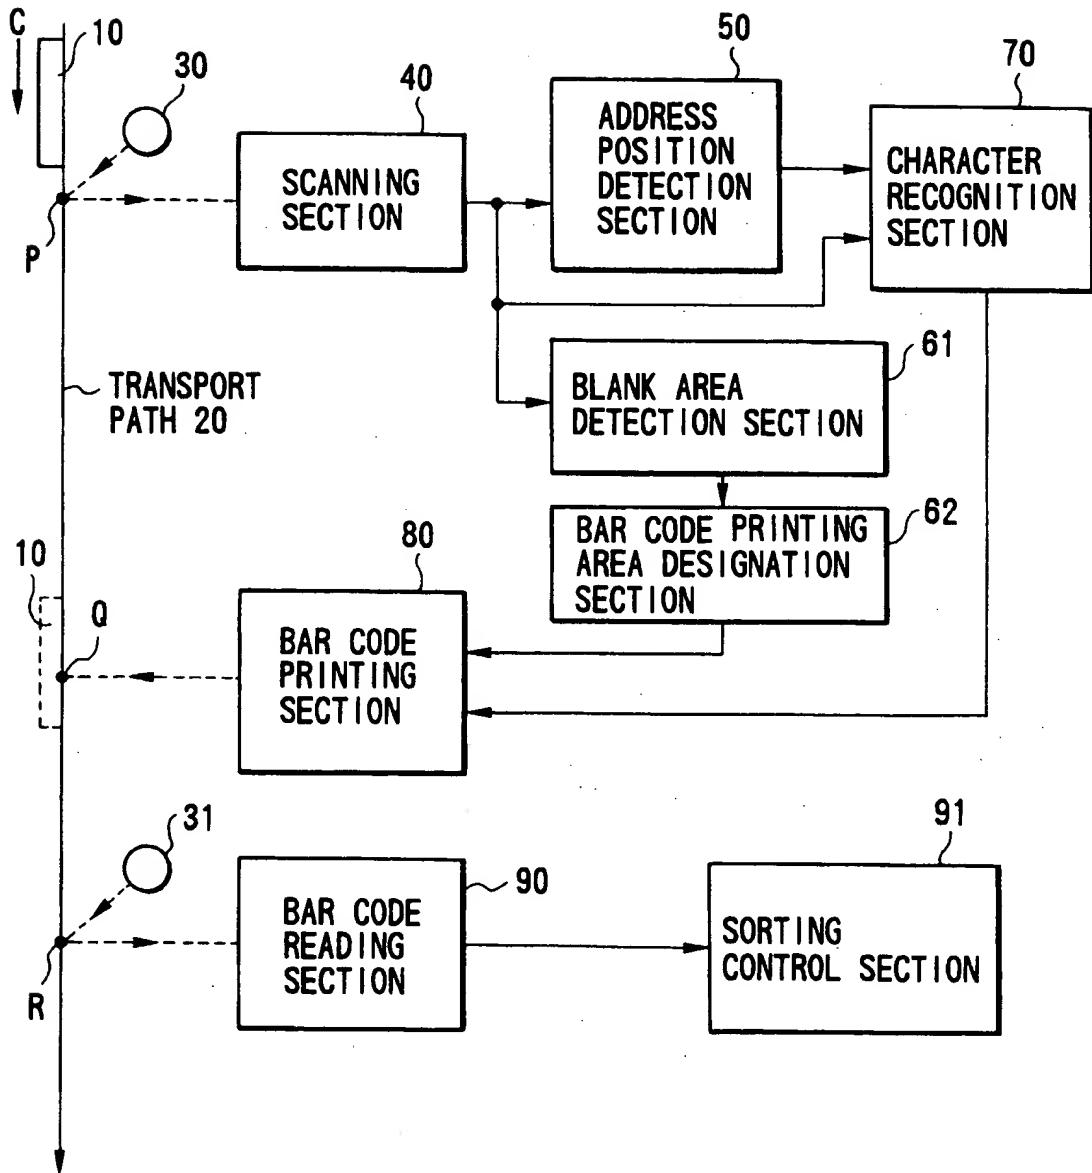 C
10
30
40
50
70
SCANNING
SECTION
ADDRESS
POSITION
DETECTION
SECTION
CHARACTER
RECOGNITION
SECTION
P
61
BLANK AREA
DETECTION SECTION
TRANSPORT
PATH 20
62
BAR CODE PRINTING
AREA DESIGNATION
SECTION
10
Q
80
BAR CODE
PRINTING
SECTION
31
90
91
BAR CODE
READING
SECTION
SORTING
CONTROL SECTION
R